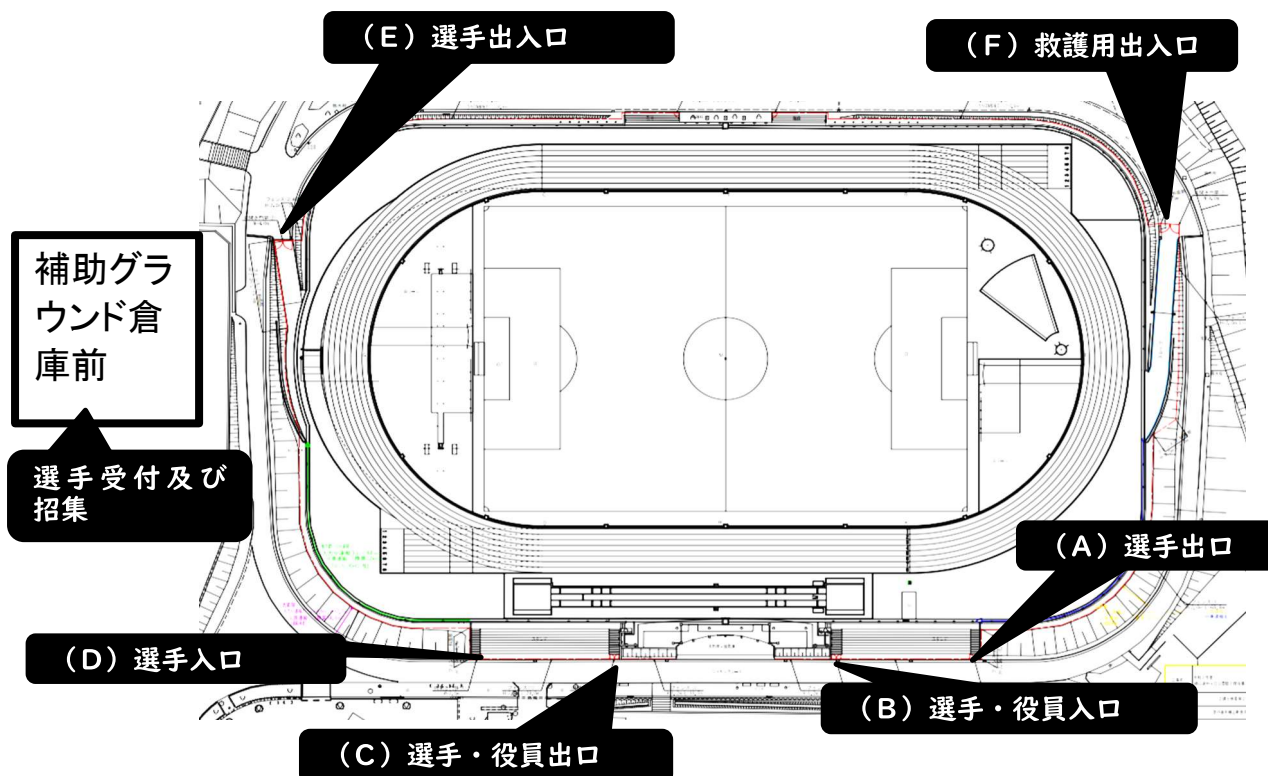 （E）選手出入口
（F）救護用出入口
補助グラ
ウンド倉
庫前
選手受付及び
招集
（A）選手出口
（D）選手入口
（B）選手・役員入口
（C）選手・役員出口